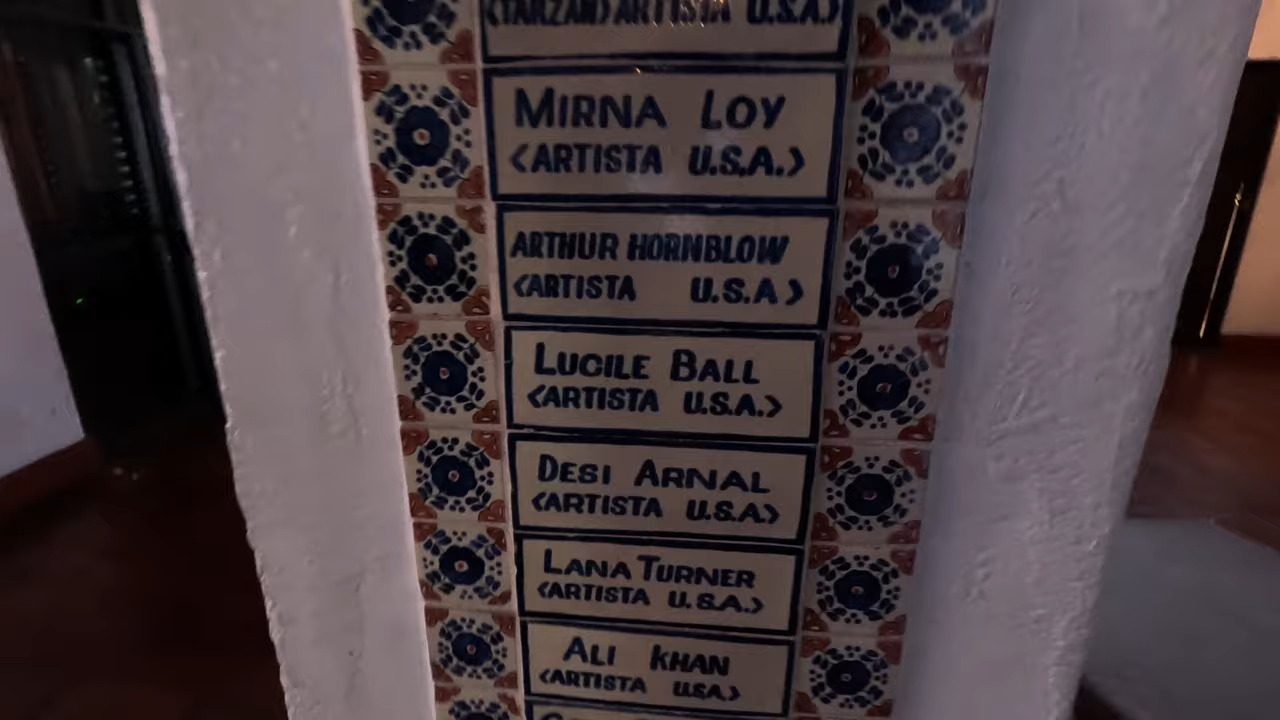 (TARZAN) ARTISTA U.S.A.)
MIRNA LOY
(ARTISTA U.S.A.)
ARTHUR HORNBLOW
(ARTISTA U.S.A)
LUCILE BALL
(ARTISTA U.S.A.)
DESI ARNAL
(ARTISTA U.S.A)
LANA TURNER
(ARTISTA U.S.A.)
ALI KHAN
(ARTISTA U.S.A.)